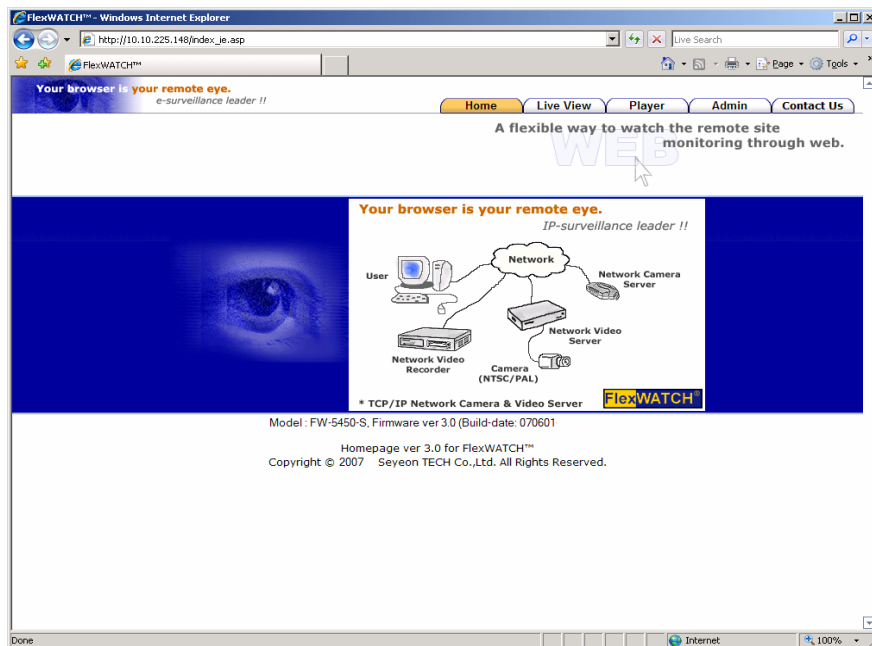 FlexWATCH™ - Windows Internet Explorer
http://10.10.225.148/index_ie.asp
Live Search
FlexWATCH™
Page
Tools
Your browser is your remote eye.
e-surveillance leader !!
Home
Live View
Player
Admin
Contact Us
A flexible way to watch the remote site
monitoring through web.
WEB
Your browser is your remote eye.
IP-surveillance leader !!
Network
User
Network Camera
Server
Network Video
Server
Network Video
Recorder
Camera
(NTSC/PAL)
* TCP/IP Network Camera & Video Server
FlexWATCH®
Model : FW-5450-S, Firmware ver 3.0 (Build-date: 070601
Homepage ver 3.0 for FlexWATCH™
Copyright © 2007 Seyeon TECH Co.,Ltd. All Rights Reserved.
Done
Internet
100%